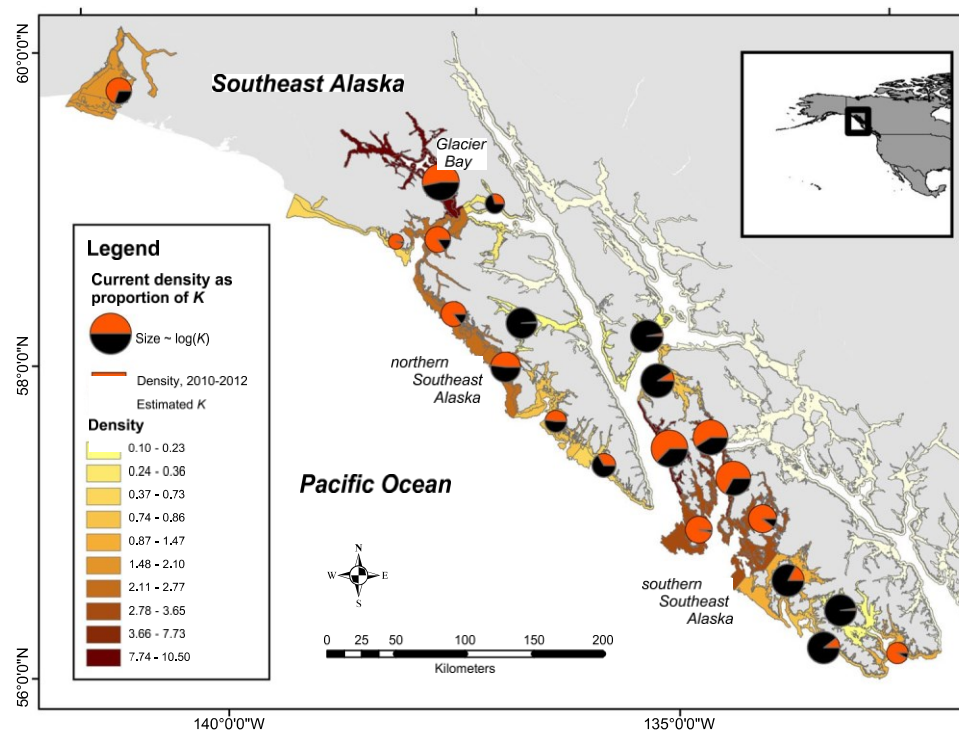 60°0'0"N
58°0'0"N
56°0'0"N
Southeast Alaska
Glacier
Bay
northern
Southeast
Alaska
Pacific Ocean
southern
Southeast
Alaska
Legend
Current density as
proportion of K
Size ~ log(K)
Density, 2010-2012
Estimated K
Density
0.10 - 0.23
0.24 - 0.36
0.37 - 0.73
0.74 - 0.86
0.87 - 1.47
1.48 - 2.10
2.11 - 2.77
2.78 - 3.65
3.66 - 7.73
7.74 - 10.50
N
W E
S
0 25 50 100 150 200
Kilometers
140°0'0"W 135°0'0"W